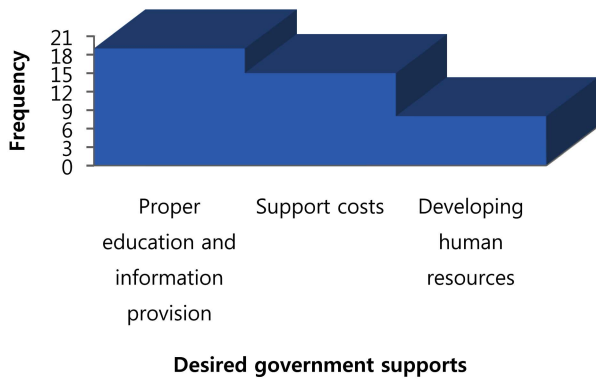 Frequency
21
18
15
12
9
6
3
0
Proper
education and
information
provision
Support costs
Developing
human
resources
Desired government supports